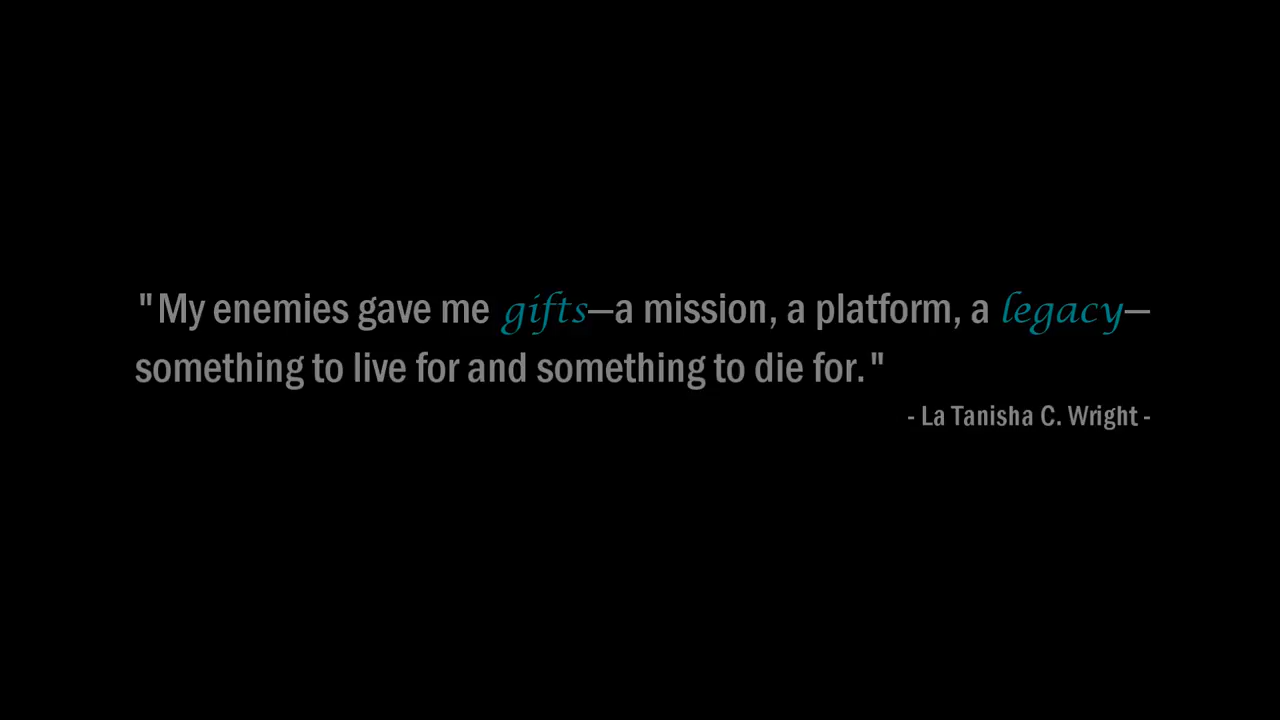 "My enemies gave me gifts—a mission, a platform, a legacy—
something to live for and something to die for."
- La Tanisha C. Wright -